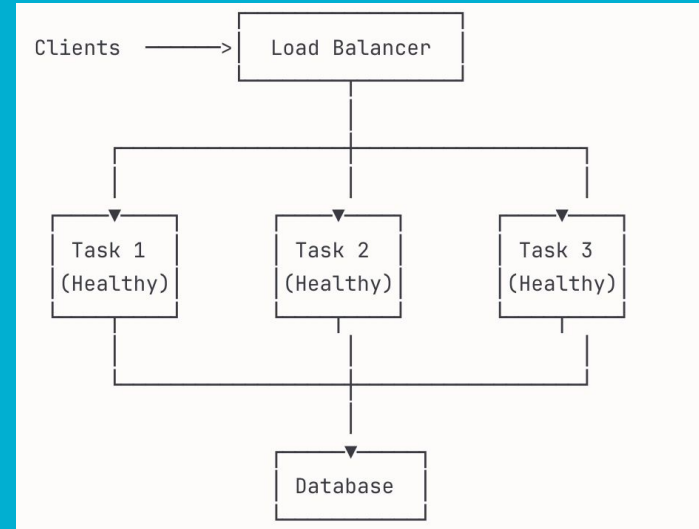 Clients
Load Balancer
Task 1
(Healthy)
Task 2
(Healthy)
Task 3
(Healthy)
Database